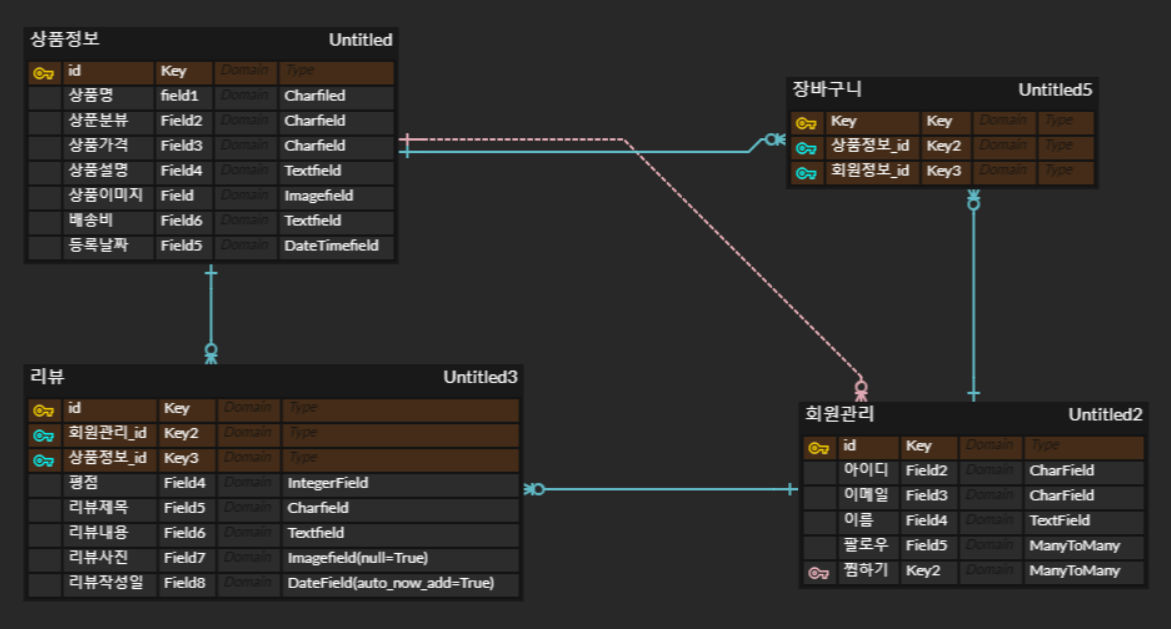 상품정보 Untitled
id Key Domain Type
상품명 field1 Domain Charfiled
상푼분뷰 Field2 Domain Charfield
상품가격 Field3 Domain Charfield
상품설명 Field4 Domain Textfield
상품이미지 Field Domain Imagefield
배송비 Field6 Domain Textfield
등록날짜 Field5 Domain DateTimefield
장바구니 Untitled5
Key Key Domain Type
상품정보_id Key2 Domain Type
회원정보_id Key3 Domain Type
리뷰 Untitled3
id Key Domain Type
회원관리_id Key2 Domain Type
상품정보_id Key3 Domain Type
평점 Field4 Domain IntegerField
리뷰제목 Field5 Domain Charfield
리뷰내용 Field6 Domain Textfield
리뷰사진 Field7 Domain Imagefield(null=True)
리뷰작성일 Field8 Domain DateField(auto_now_add=True)
회원관리 Untitled2
id Key Domain Type
아이디 Field2 Domain CharField
이메일 Field3 Domain CharField
이름 Field4 Domain TextField
팔로우 Field5 Domain ManyToMany
찜하기 Key2 Domain ManyToMany